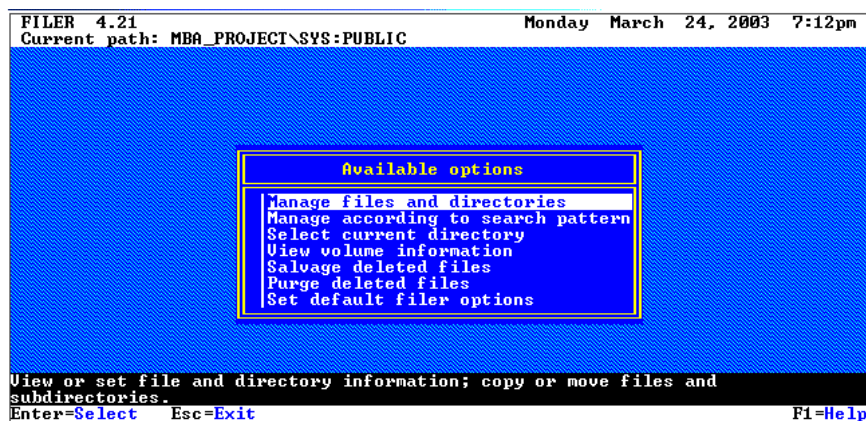 FILER 4.21 Monday March 24, 2003 7:12pm
Current path: MBA_PROJECT\SYS:PUBLIC
Available options
Manage files and directories
Manage according to search pattern
Select current directory
View volume information
Salvage deleted files
Purge deleted files
Set default filer options
View or set file and directory information; copy or move files and
subdirectories.
Enter=Select Esc=Exit F1=Help